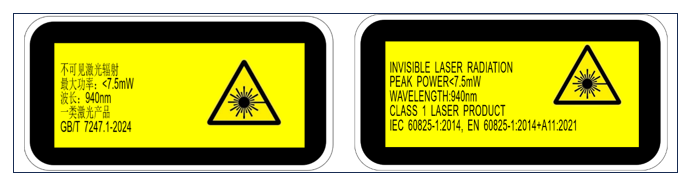 不可见激光辐射
最大功率：<7.5mW
波长：940nm
一类激光产品
GB/T 7247.1-2024
INVISIBLE LASER RADIATION
PEAK POWER<7.5mW
WAVELENGTH:940nm
CLASS 1 LASER PRODUCT
IEC 60825-1:2014, EN 60825-1:2014+A11:2021